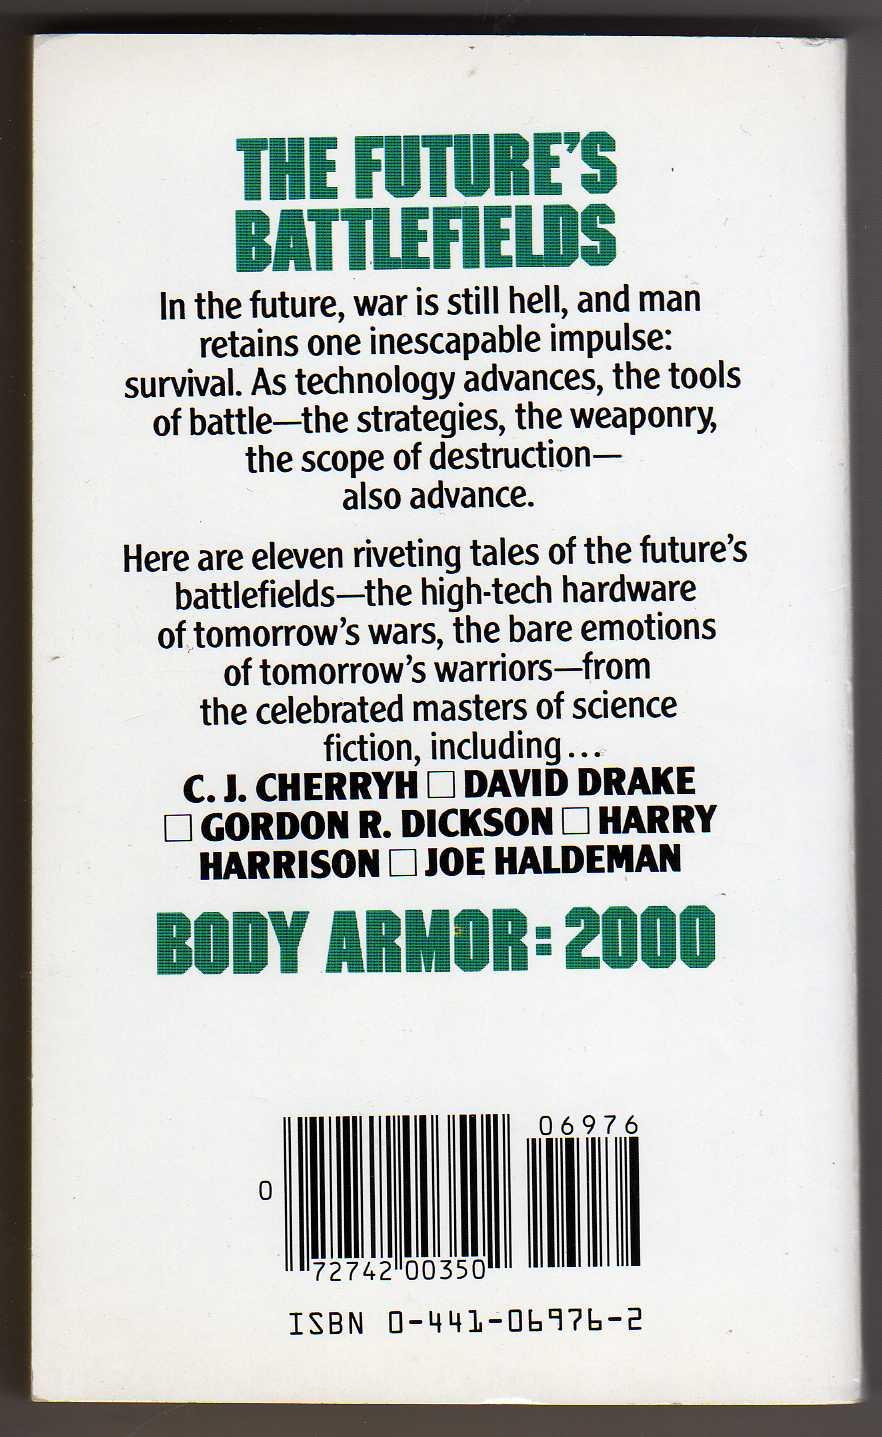 THE FUTURE'S
BATTLEFIELDS
In the future, war is still hell, and man
retains one inescapable impulse:
survival. As technology advances, the tools
of battle—the strategies, the weaponry,
the scope of destruction—
also advance.
Here are eleven riveting tales of the future's
battlefields—the high-tech hardware
of tomorrow's wars, the bare emotions
of tomorrow's warriors—from
the celebrated masters of science
fiction, including...
C. J. CHERRYH □ DAVID DRAKE
□ GORDON R. DICKSON □ HARRY
HARRISON □ JOE HALDEMAN
BODY ARMOR: 2000
06976
0
72742 00350
ISBN 0-441-06976-2